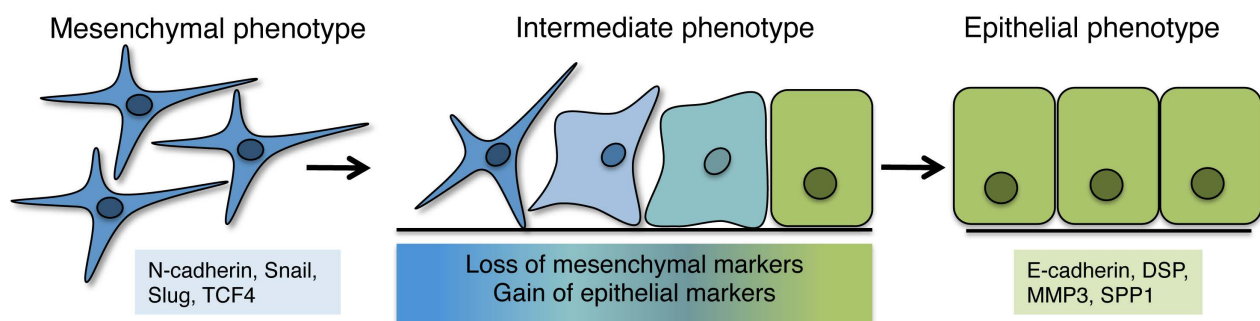 Mesenchymal phenotype
Intermediate phenotype
Epithelial phenotype
N-cadherin, Snail,
Slug, TCF4
Loss of mesenchymal markers
Gain of epithelial markers
E-cadherin, DSP,
MMP3, SPP1